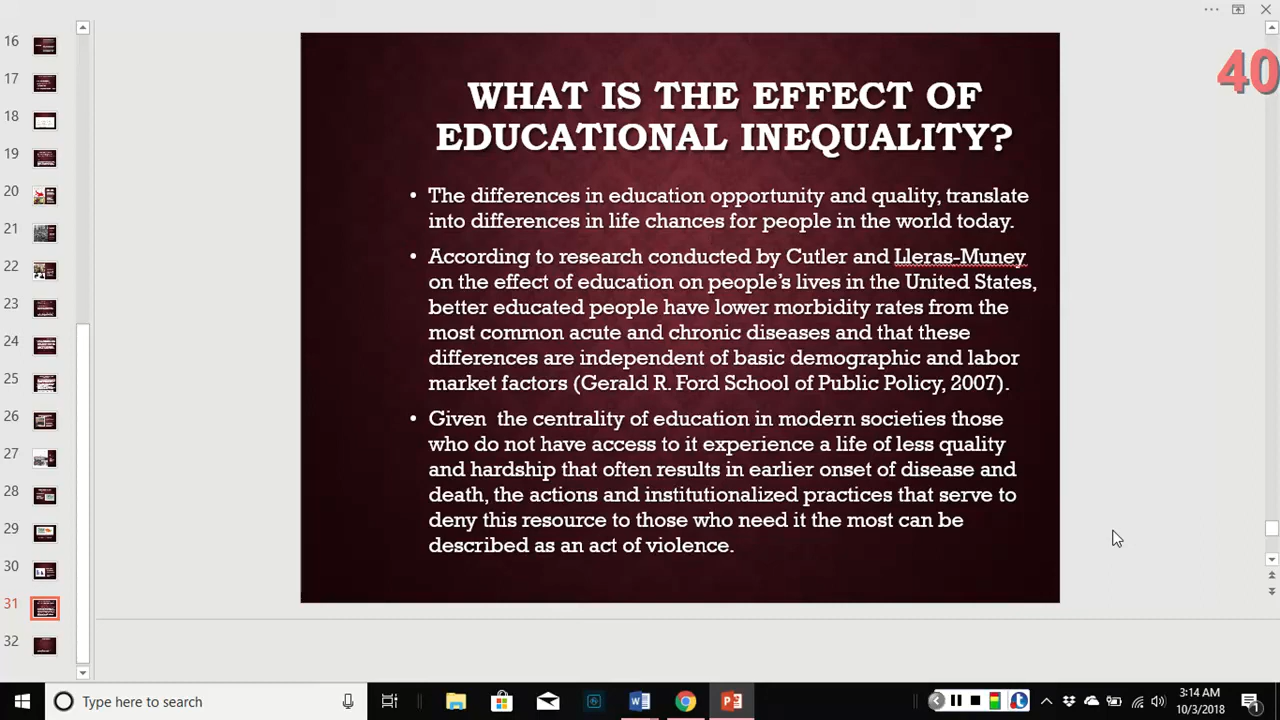 16
17
18
19
20
21
22
23
24
25
26
27
28
29
30
31
32
40
WHAT IS THE EFFECT OF
EDUCATIONAL INEQUALITY?
• The differences in education opportunity and quality, translate
into differences in life chances for people in the world today.
• According to research conducted by Cutler and Lleras-Muney
on the effect of education on people's lives in the United States,
better educated people have lower morbidity rates from the
most common acute and chronic diseases and that these
differences are independent of basic demographic and labor
market factors (Gerald R. Ford School of Public Policy, 2007).
• Given  the centrality of education in modern societies those
who do not have access to it experience a life of less quality
and hardship that often results in earlier onset of disease and
death, the actions and institutionalized practices that serve to
deny this resource to those who need it the most can be
described as an act of violence.
Type here to search
3:14 AM
10/3/2018
1